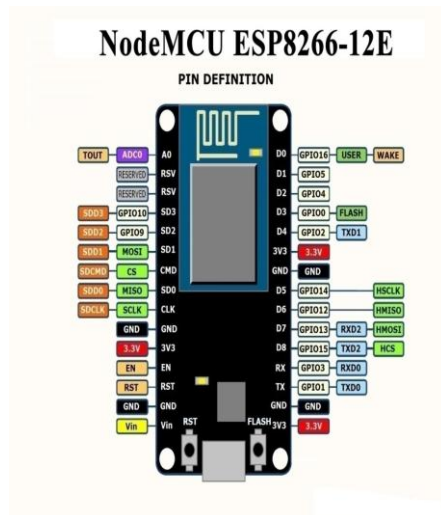 NodeMCU ESP8266-12E
PIN DEFINITION
TOUT ADC0 A0 D0 GPIO16 USER WAKE
RESERVED RSV D1 GPIO5
RESERVED RSV D2 GPIO4
SDD3 GPIO10 SD3 D3 GPIO0 FLASH
SDD2 GPIO9 SD2 D4 GPIO2 TXD1
SDD1 MOSI SD1 3V3 3.3V
SDCMD CS CMD GND GND
SDD0 MISO SD0 D5 GPIO14 HSCLK
SDCLK SCLK CLK D6 GPIO12 HMISO
GND GND D7 GPIO13 RXD2 HMOSI
3.3V 3V3 D8 GPIO15 TXD2 HCS
EN EN RX GPIO3 RXD0
RST RST TX GPIO1 TXD0
GND GND GND GND
Vin Vin RST FLASH 3V3 3.3V